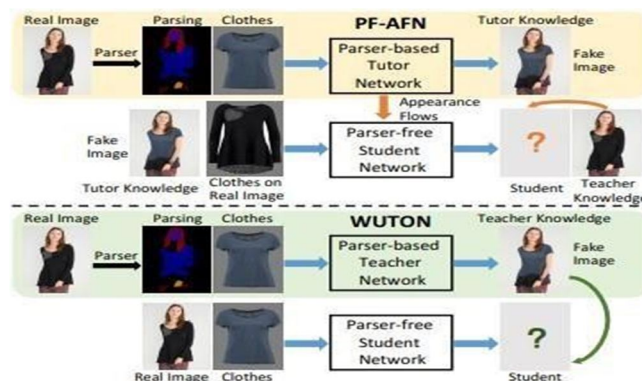 Real Image Parsing Clothes PF-AFN Tutor Knowledge
Parser
Parser-based
Tutor
Network
Fake
Image
Appearance
Flows
Fake
Image
Parser-free
Student
Network
?
Tutor Knowledge
Clothes on
Real Image
Student
Teacher
Knowledge
Real Image Parsing Clothes WUTON Teacher Knowledge
Parser
Parser-based
Teacher
Network
Fake
Image
Parser-free
Student
Network
?
Real Image Clothes
Student